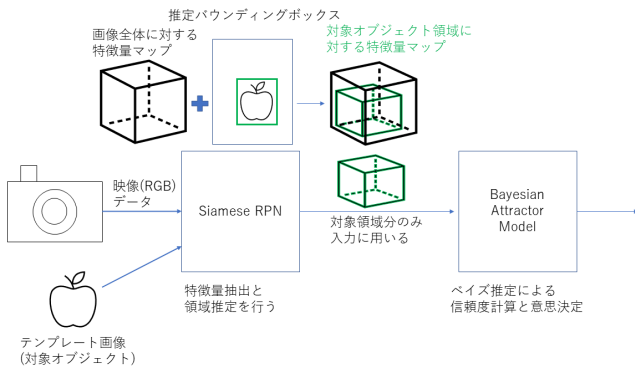 推定バウンディングボックス
画像全体に対する
特徴量マップ
対象オブジェクト領域に
対する特徴量マップ
映像(RGB)
データ
Siamese RPN
対象領域分のみ
入力に用いる
Bayesian
Attractor
Model
特徴量抽出と
領域推定を行う
ベイズ推定による
信頼度計算と意思決定
テンプレート画像
(対象オブジェクト)